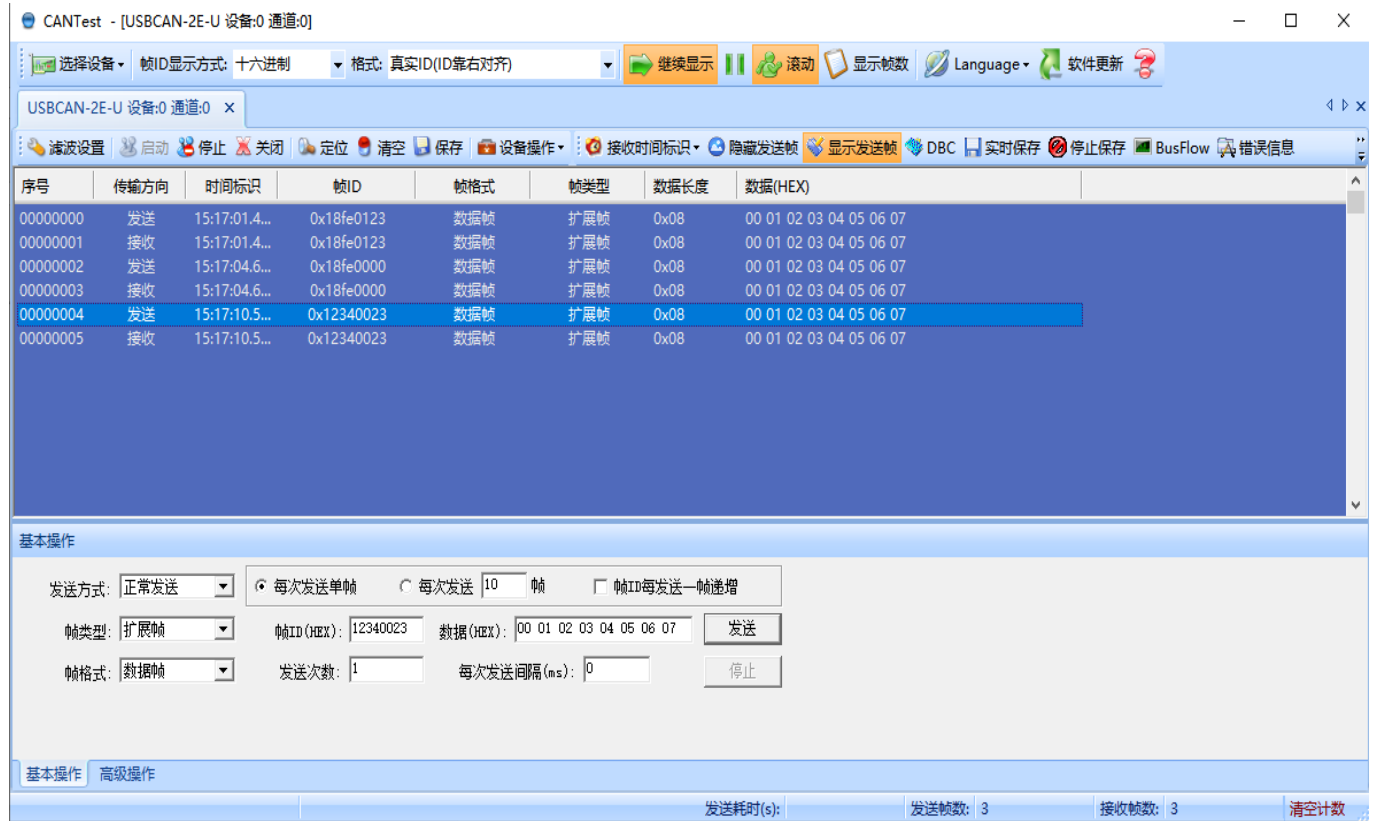 CANTest - [USBCAN-2E-U 设备:0 通道:0]
选择设备 帧ID显示方式: 十六进制 格式: 真实ID(ID靠右对齐) 继续显示 滚动 显示帧数 Language 软件更新
USBCAN-2E-U 设备:0 通道:0 x
滤波设置 启动 停止 关闭 定位 清空 保存 设备操作 接收时间标识 隐藏发送帧 显示发送帧 DBC 实时保存 停止保存 BusFlow 错误信息
序号 传输方向 时间标识 帧ID 帧格式 帧类型 数据长度 数据(HEX)
00000000 发送 15:17:01.4... 0x18fe0123 数据帧 扩展帧 0x08 00 01 02 03 04 05 06 07
00000001 接收 15:17:01.4... 0x18fe0123 数据帧 扩展帧 0x08 00 01 02 03 04 05 06 07
00000002 发送 15:17:04.6... 0x18fe0000 数据帧 扩展帧 0x08 00 01 02 03 04 05 06 07
00000003 接收 15:17:04.6... 0x18fe0000 数据帧 扩展帧 0x08 00 01 02 03 04 05 06 07
00000004 发送 15:17:10.5... 0x12340023 数据帧 扩展帧 0x08 00 01 02 03 04 05 06 07
00000005 接收 15:17:10.5... 0x12340023 数据帧 扩展帧 0x08 00 01 02 03 04 05 06 07
基本操作
发送方式: 正常发送 每次发送单帧 每次发送 10 帧 帧ID每发送一帧递增
帧类型: 扩展帧 帧ID(HEX): 12340023 数据(HEX): 00 01 02 03 04 05 06 07 发送
帧格式: 数据帧 发送次数: 1 每次发送间隔(ms): 0 停止
基本操作 高级操作
发送耗时(s): 发送帧数: 3 接收帧数: 3 清空计数